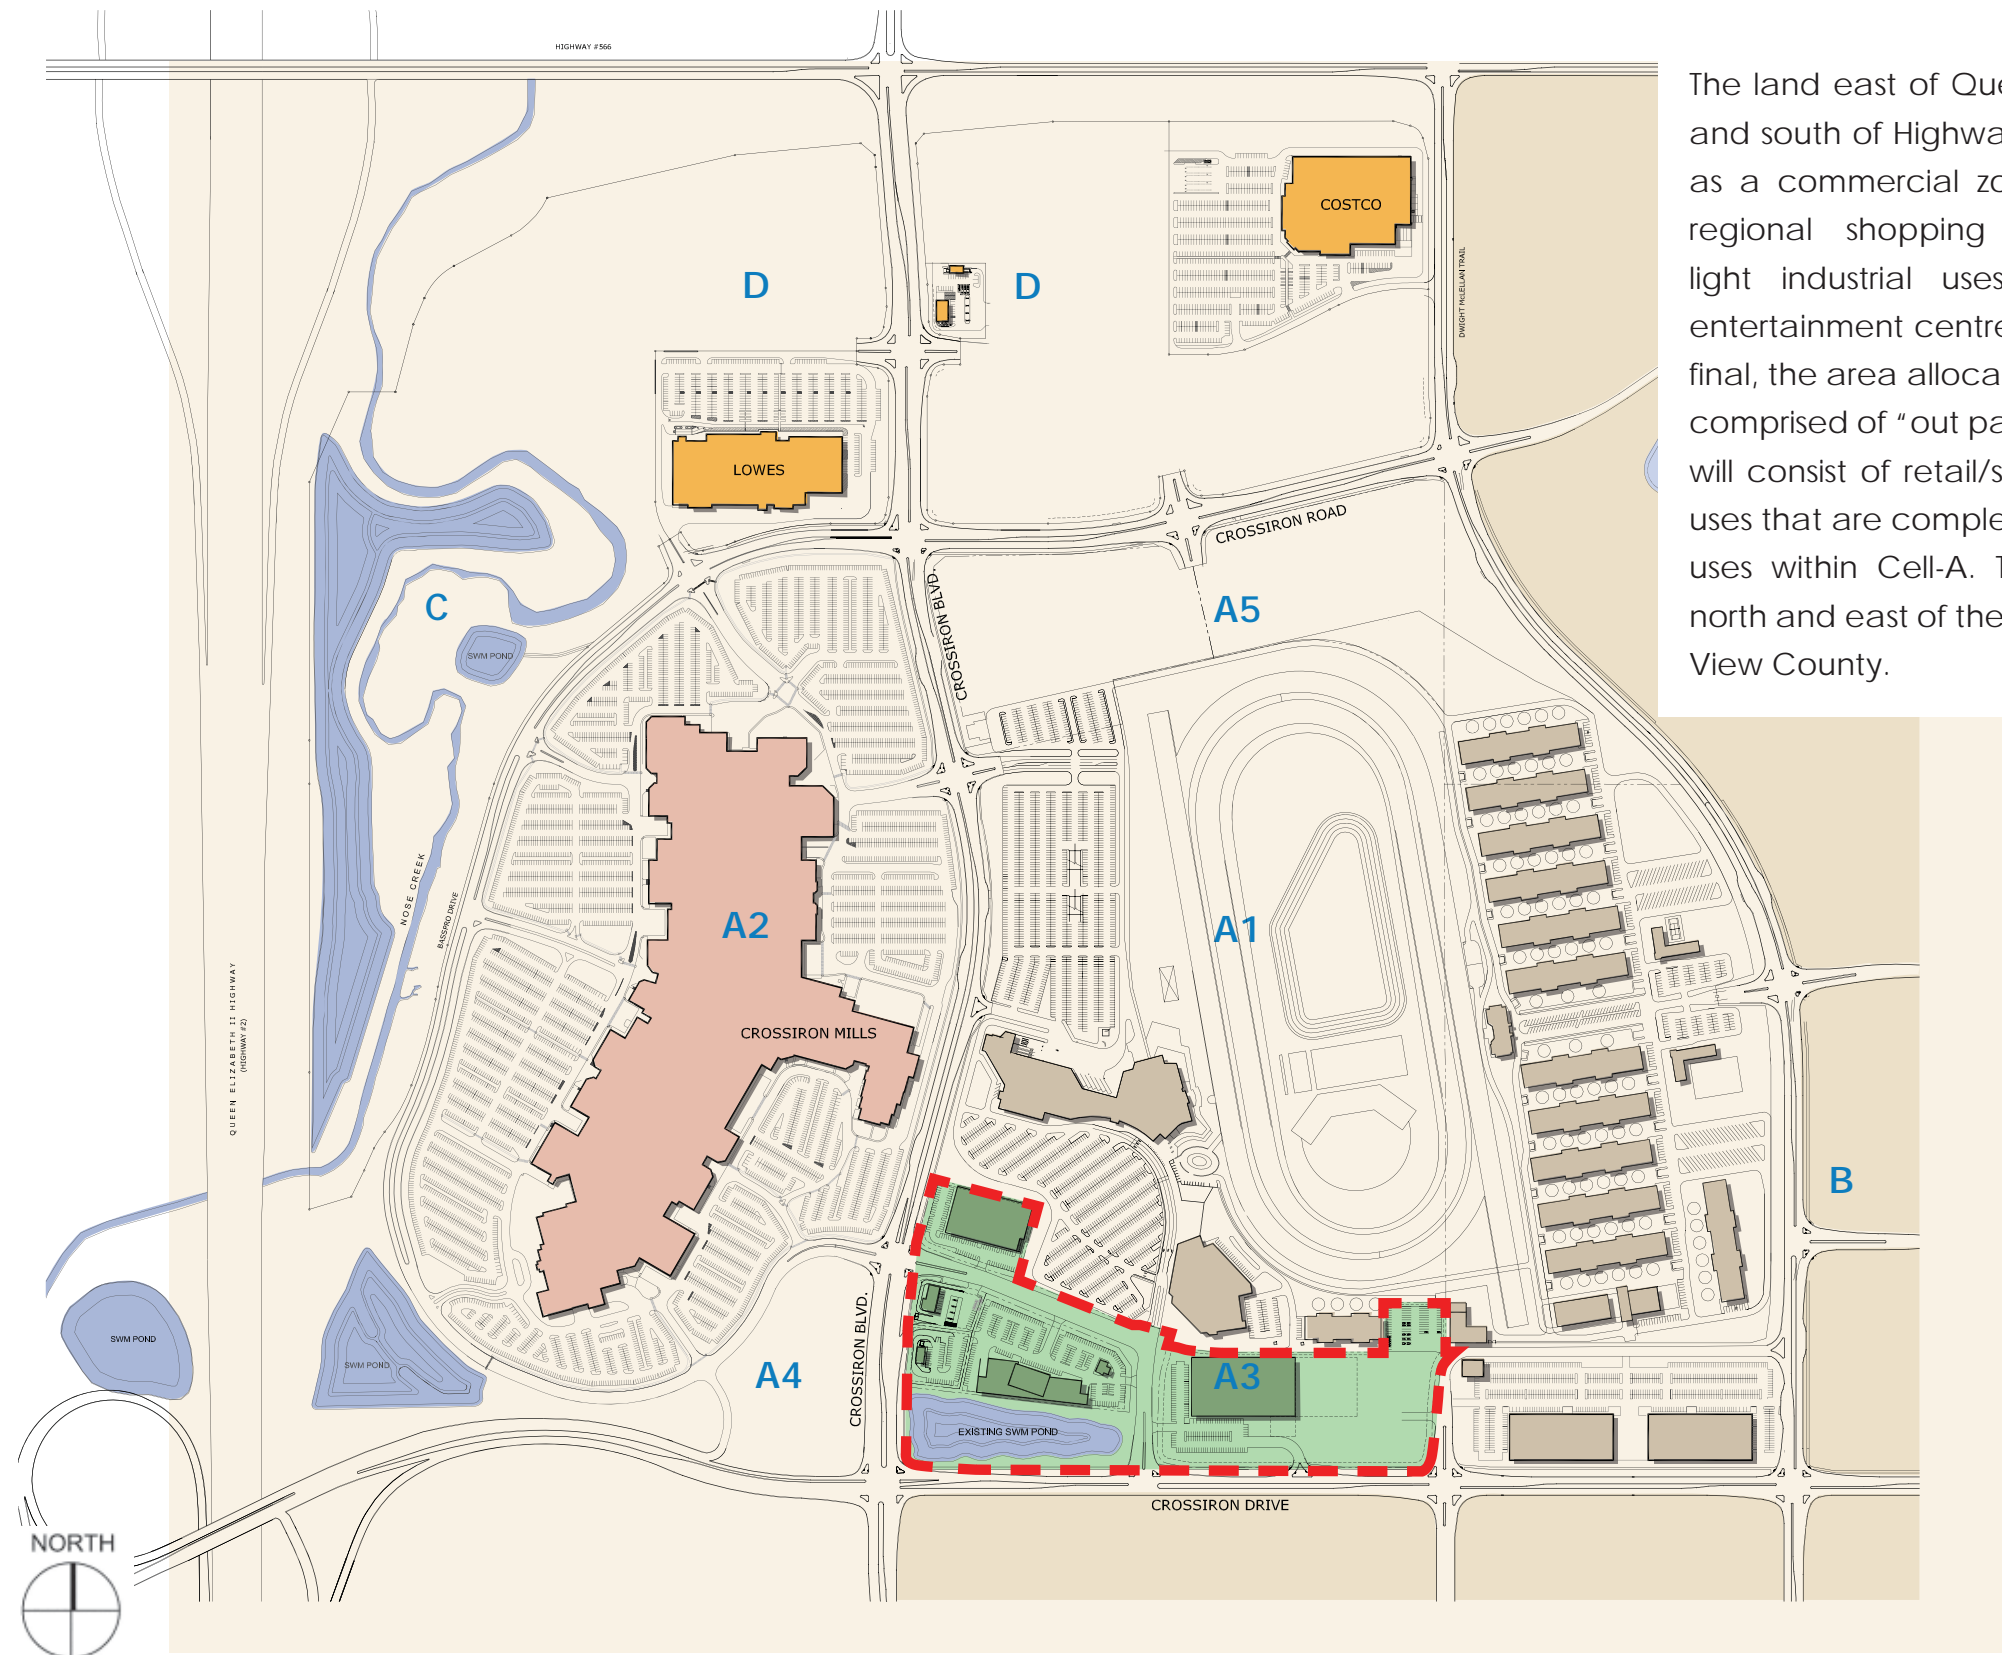 HIGHWAY #566
The land east of Que
and south of Highwa
as a commercial zo
regional shopping
light industrial uses
entertainment centre
final, the area alloca
comprised of “out pa
will consist of retail/s
uses that are comple
uses within Cell-A. T
north and east of the
View County.
COSTCO
DWIGHT McLELLAN TRAIL
D
D
LOWES
CROSSIRON ROAD
CROSSIRON BLVD.
A5
C
SWM POND
NOSE CREEK
BASSPRO DRIVE
A2
A1
CROSSIRON MILLS
QUEEN ELIZABETH II HIGHWAY
(HIGHWAY #2)
B
SWM POND
SWM POND
A4
CROSSIRON BLVD.
A3
EXISTING SWM POND
CROSSIRON DRIVE
NORTH